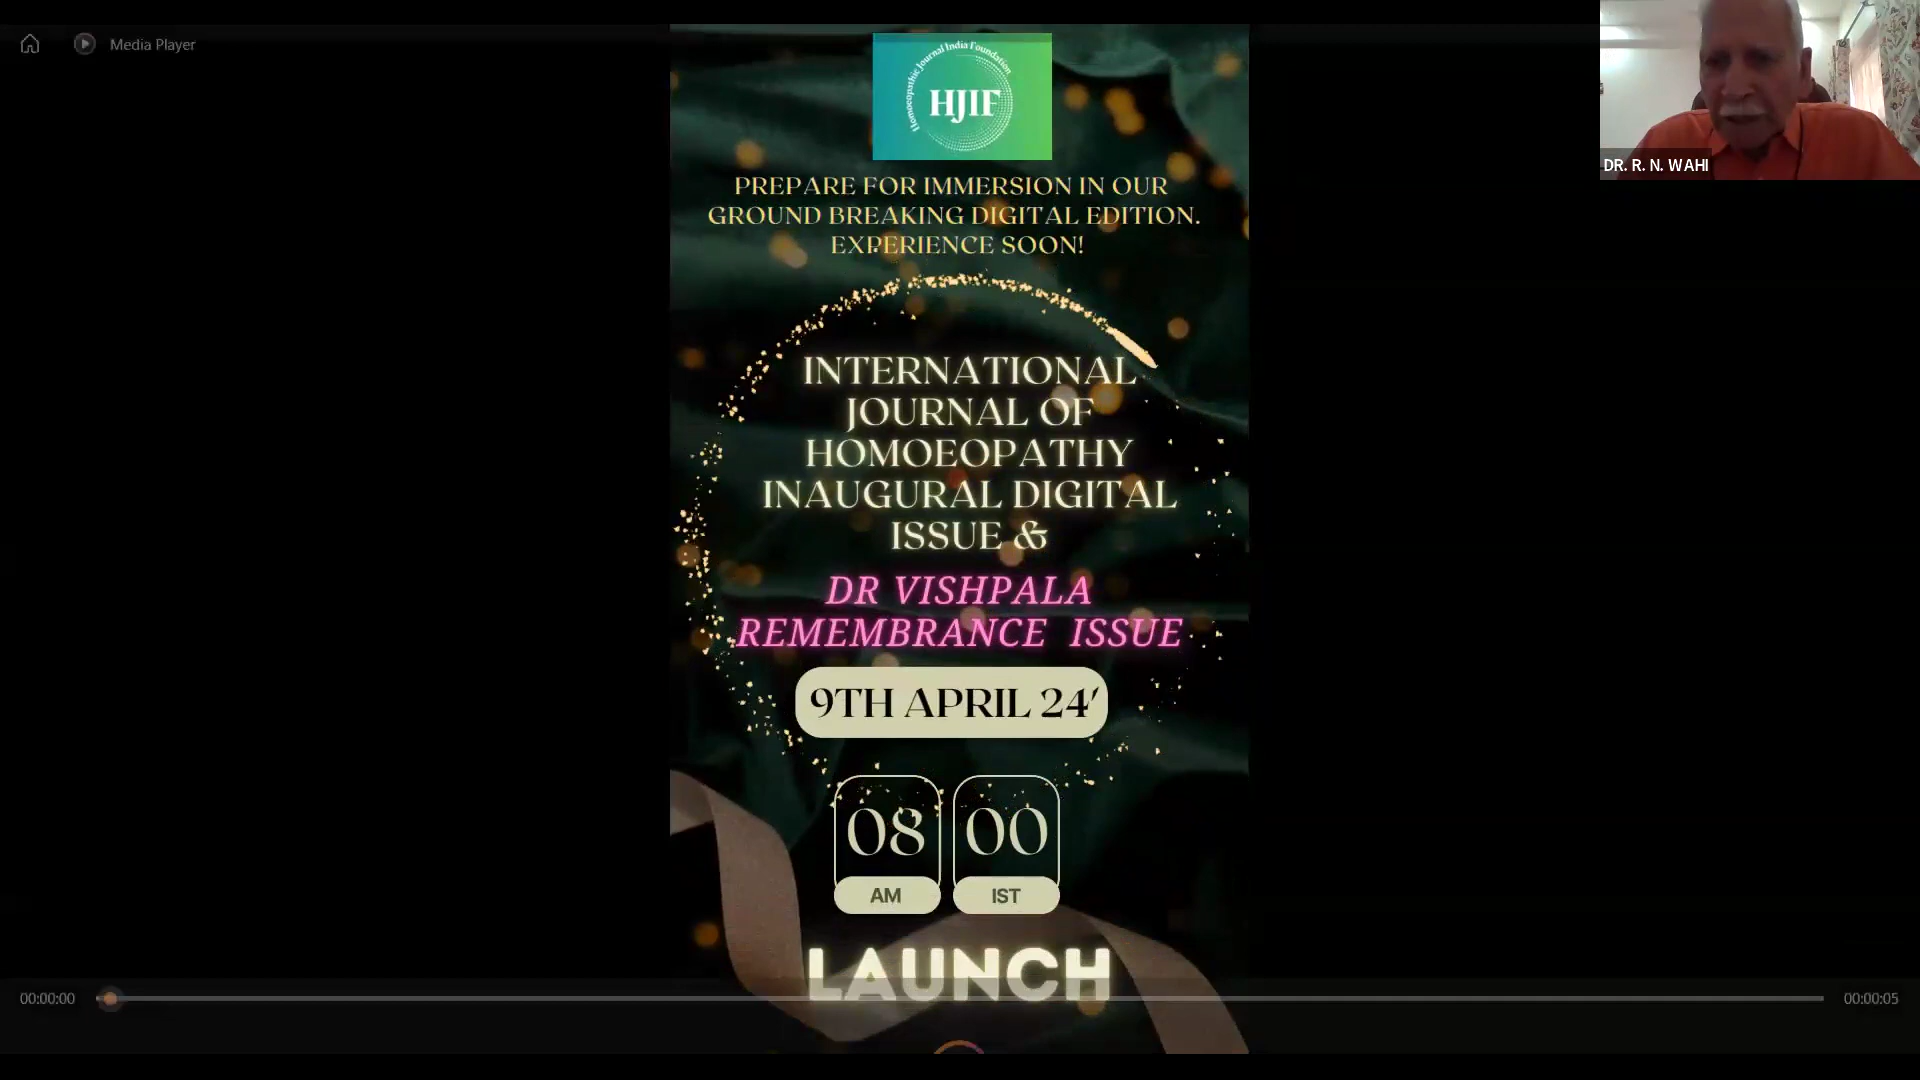 Media Player
Homoeopathic Journal India Foundation
HJIF
PREPARE FOR IMMERSION IN OUR
GROUND BREAKING DIGITAL EDITION.
EXPERIENCE SOON!
INTERNATIONAL
JOURNAL OF
HOMOEOPATHY
INAUGURAL DIGITAL
ISSUE &
DR VISHPALA
REMEMBRANCE ISSUE
9TH APRIL 24'
08 00
AM IST
LAUNCH
00:00:00 00:00:05
DR. R. N. WAHI